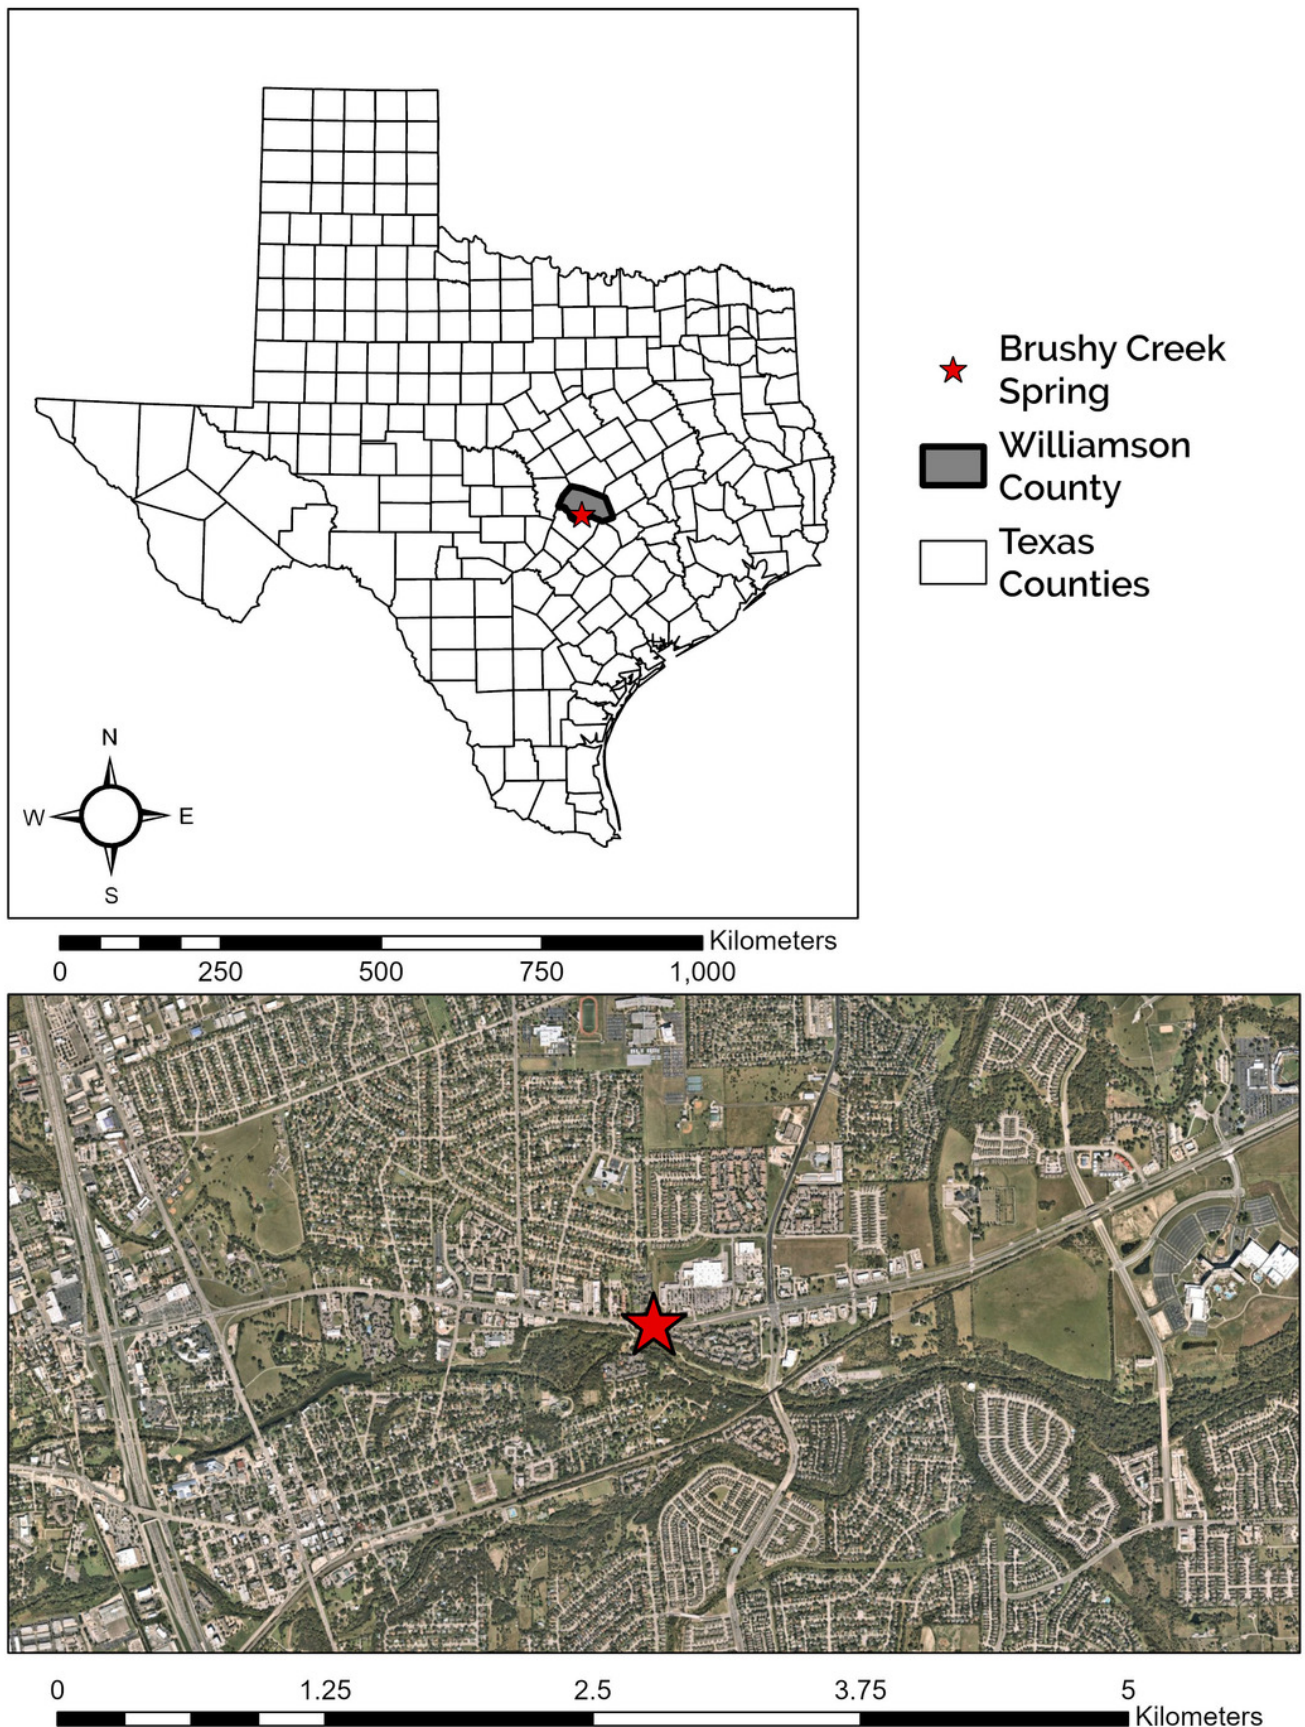 Brushy Creek
Spring
Williamson
County
Texas
Counties
N
W E
S
Kilometers
0 250 500 750 1,000
0 1.25 2.5 3.75 5
Kilometers